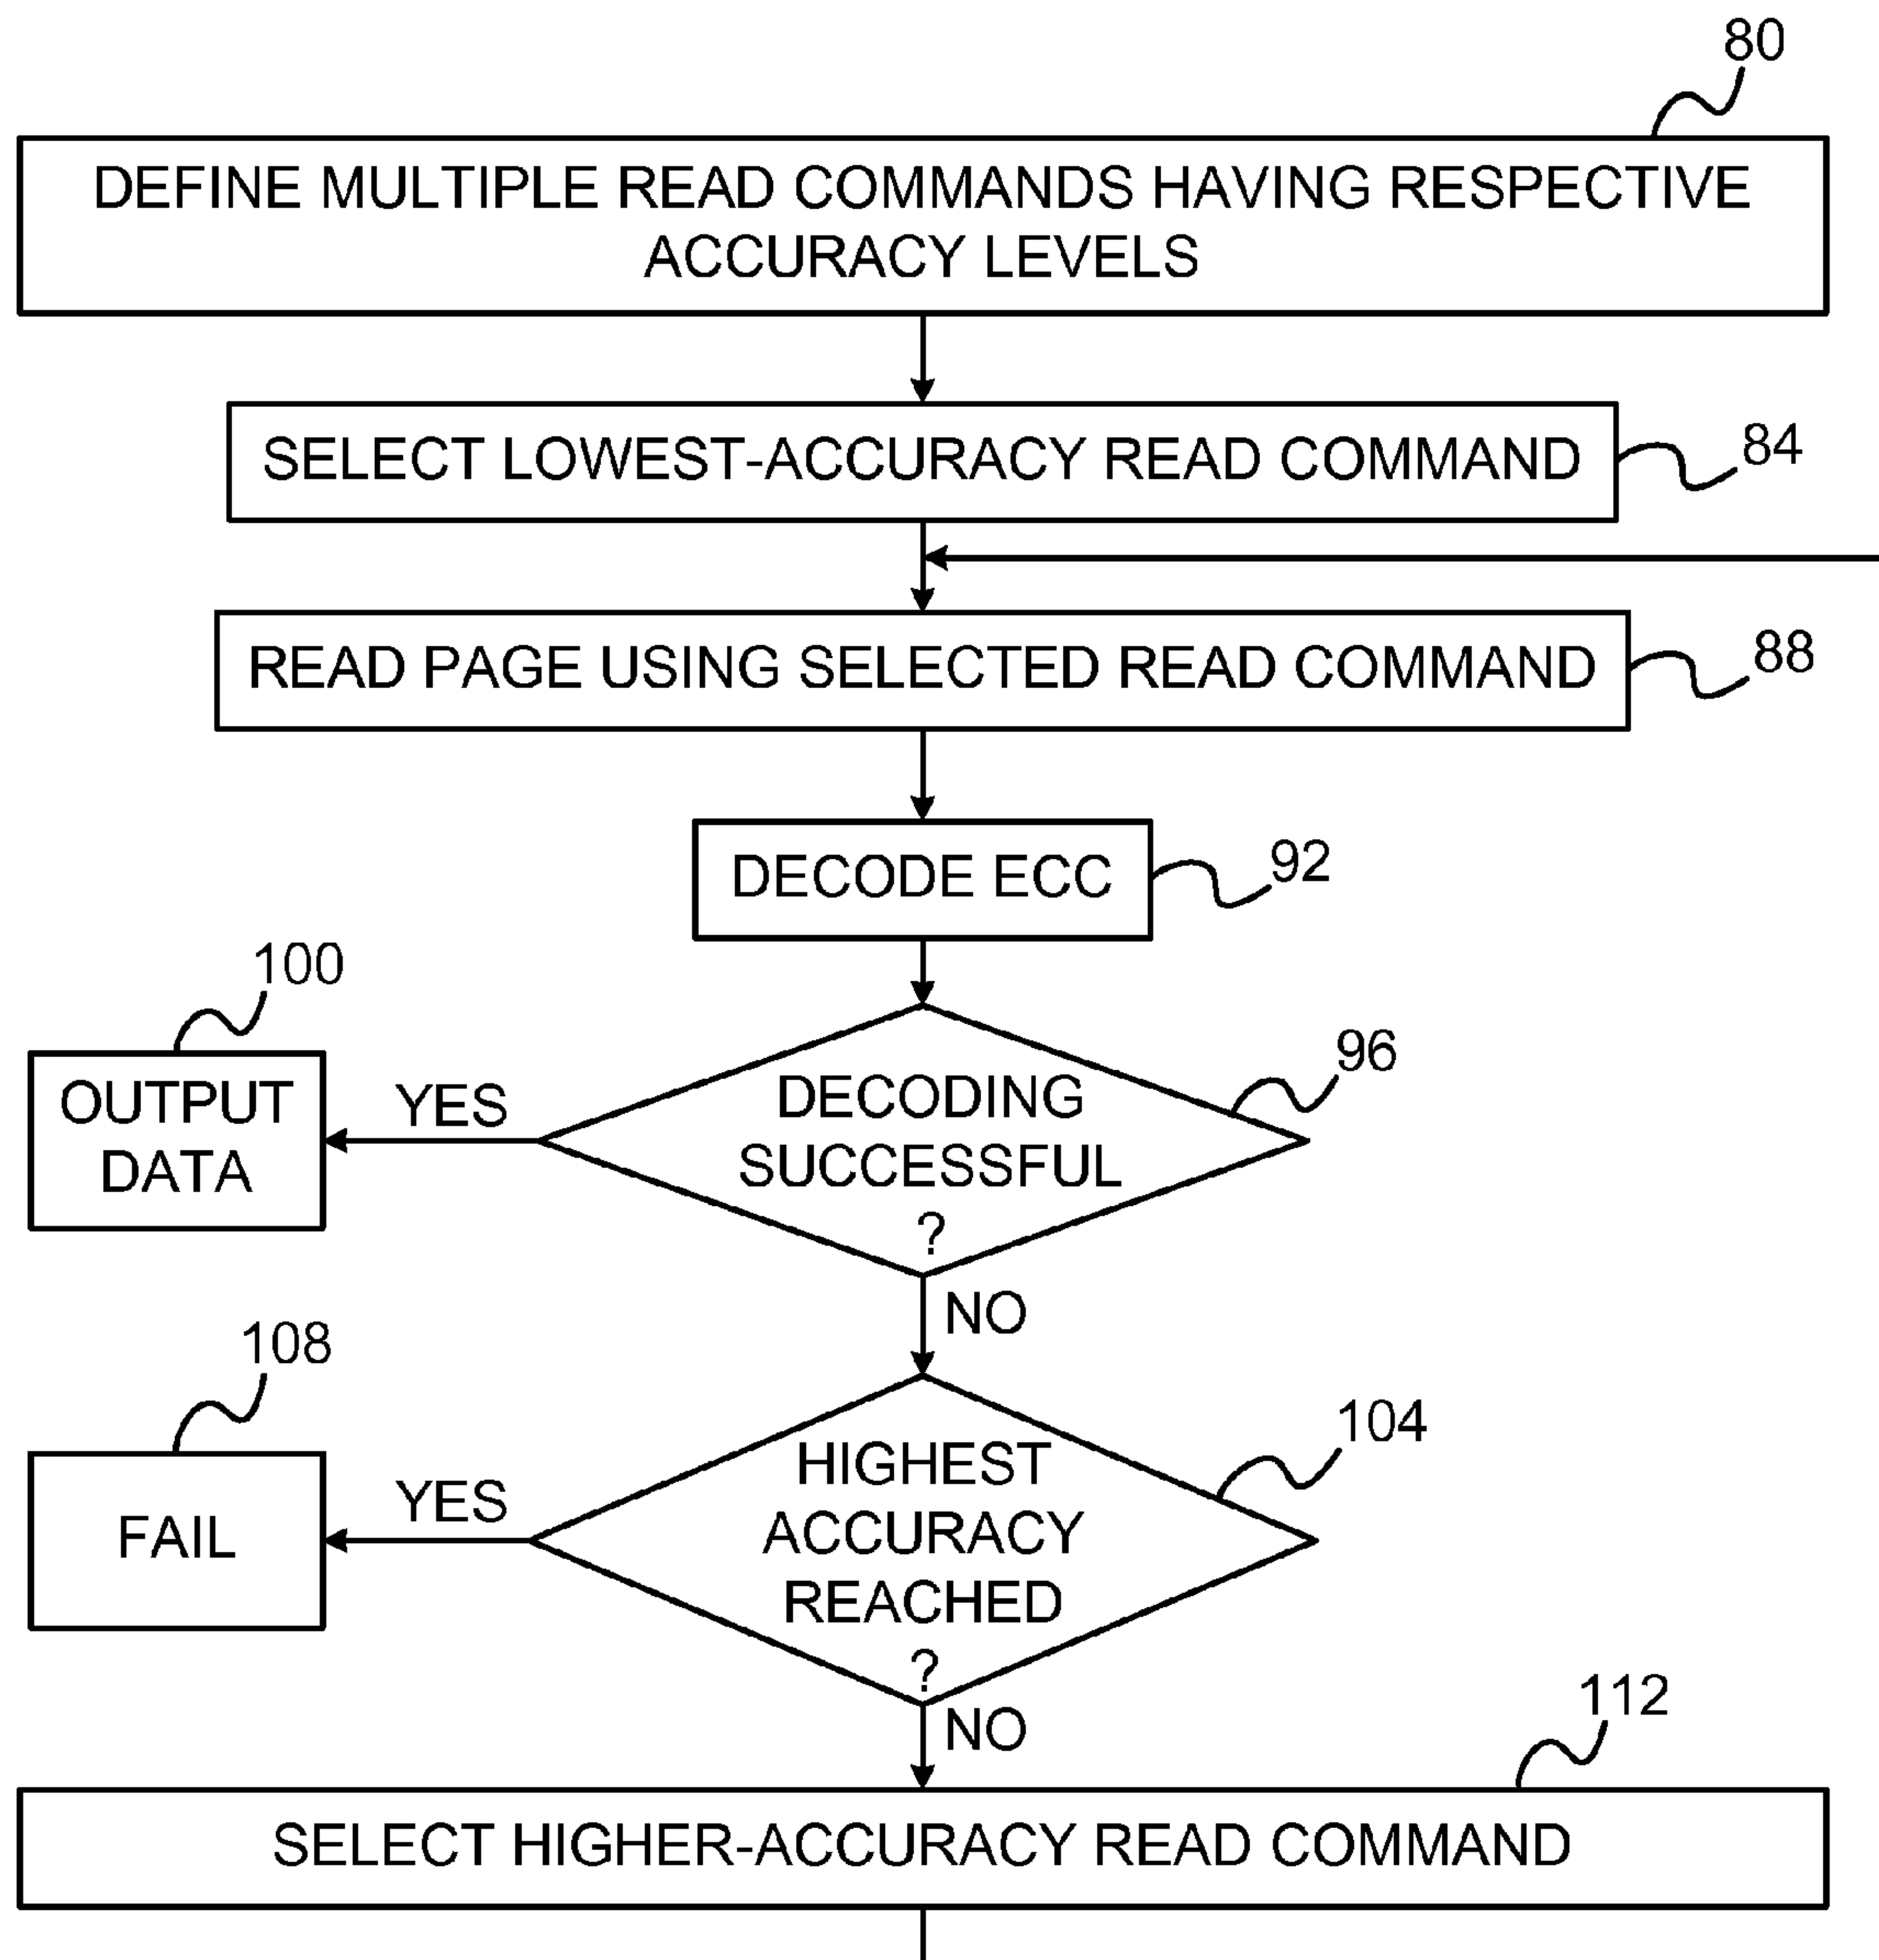 80
DEFINE MULTIPLE READ COMMANDS HAVING RESPECTIVE
ACCURACY LEVELS
SELECT LOWEST-ACCURACY READ COMMAND
84
READ PAGE USING SELECTED READ COMMAND
88
DECODE ECC
92
100
OUTPUT
DATA
YES
DECODING
SUCCESSFUL
?
96
NO
108
FAIL
YES
HIGHEST
ACCURACY
REACHED
?
104
NO
112
SELECT HIGHER-ACCURACY READ COMMAND